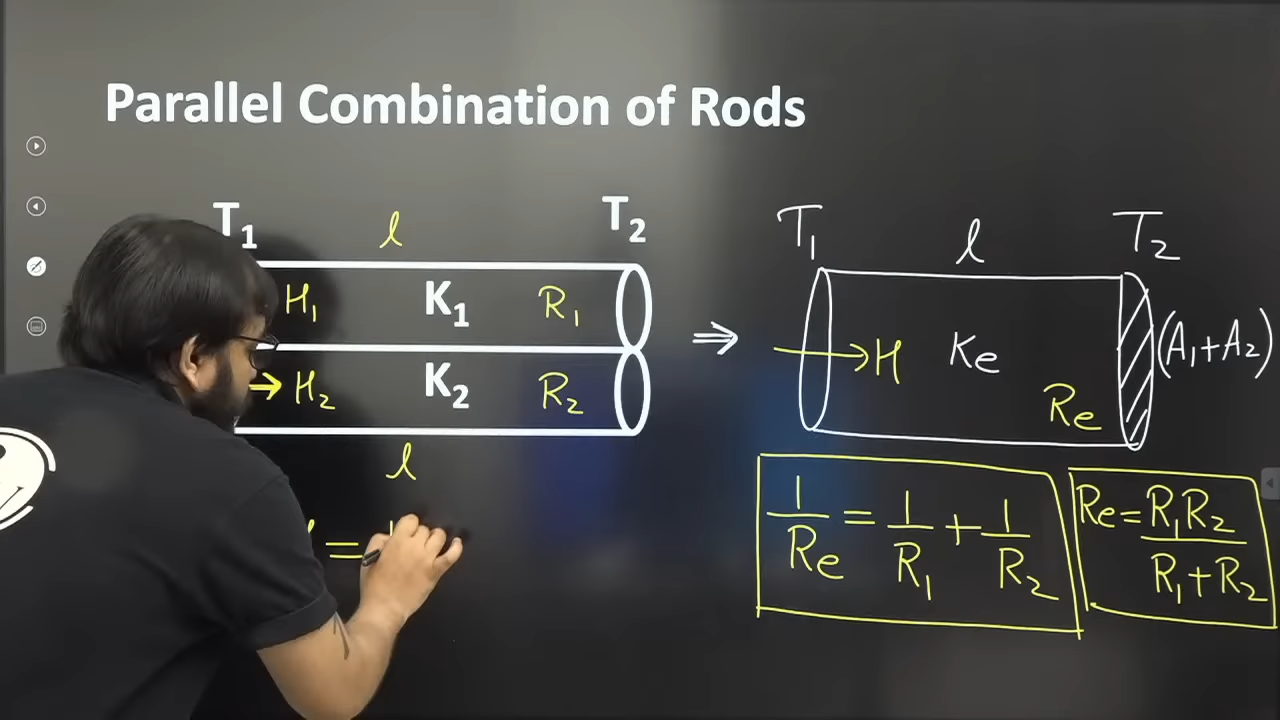 Parallel Combination of Rods
T₁ l T₂
H₁ K₁ R₁
H₂ K₂ R₂
l
=
⇒
T₁ l T₂
→H Ke Re (A₁+A₂)
1/Re = 1/R₁ + 1/R₂
Re = R₁R₂/R₁+R₂